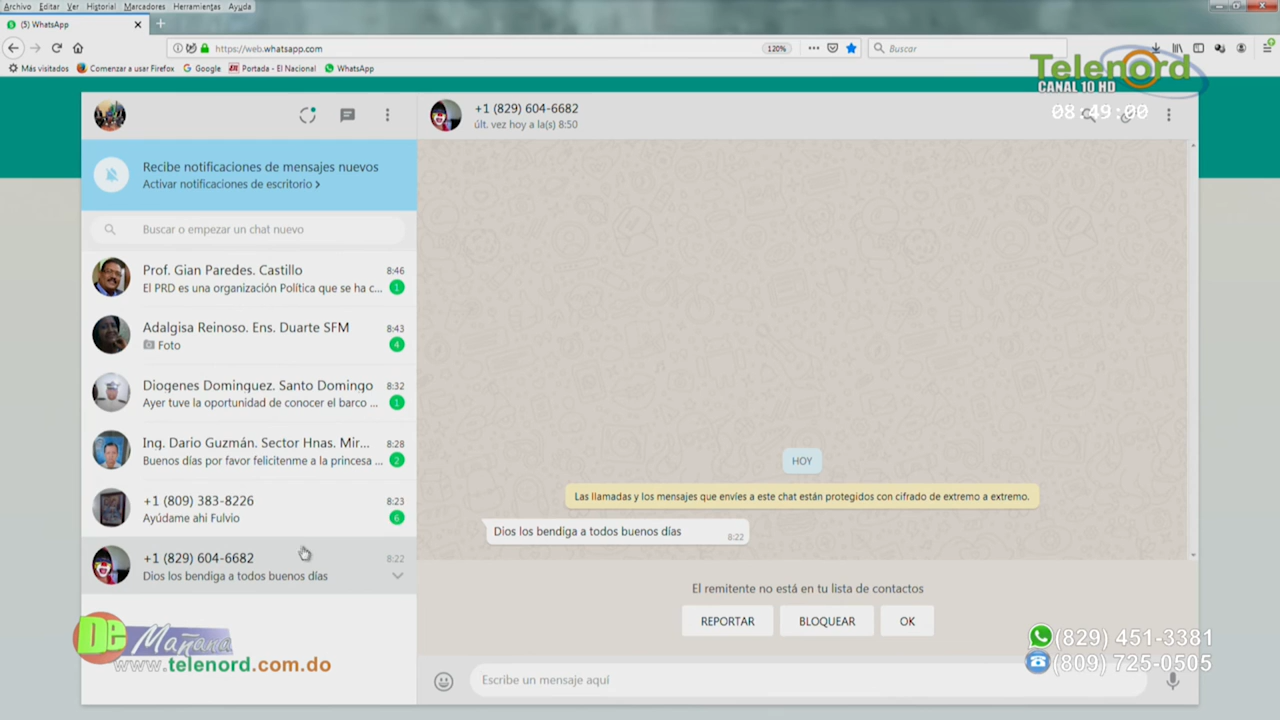 Archivo Editar Ver Historial Marcadores Herramientas Ayuda
(5) WhatsApp
https://web.whatsapp.com
120%
Buscar
Más visitados Comenzar a usar Firefox Google Portada - El Nacional WhatsApp
Telenord
CANAL 10 HD
08:49:00
+1 (829) 604-6682
últ. vez hoy a la(s) 8:50
Recibe notificaciones de mensajes nuevos
Activar notificaciones de escritorio >
Buscar o empezar un chat nuevo
Prof. Gian Paredes. Castillo 8:46
El PRD es una organización Política que se ha c... 1
Adalgisa Reinoso. Ens. Duarte SFM 8:43
Foto 4
Diogenes Dominquez. Santo Domingo 8:32
Ayer tuve la oportunidad de conocer el barco ... 1
Ing. Dario Guzmán. Sector Hnas. Mir... 8:28
Buenos días por favor felicitenme a la princesa ... 2
+1 (809) 383-8226 8:23
Ayúdame ahi Fulvio 6
+1 (829) 604-6682 8:22
Dios los bendiga a todos buenos días
HOY
Las llamadas y los mensajes que envíes a este chat están protegidos con cifrado de extremo a extremo.
Dios los bendiga a todos buenos días 8:22
El remitente no está en tu lista de contactos
REPORTAR BLOQUEAR OK
Escribe un mensaje aquí
De Mañana
www.telenord.com.do
(829) 451-3381
(809) 725-0505